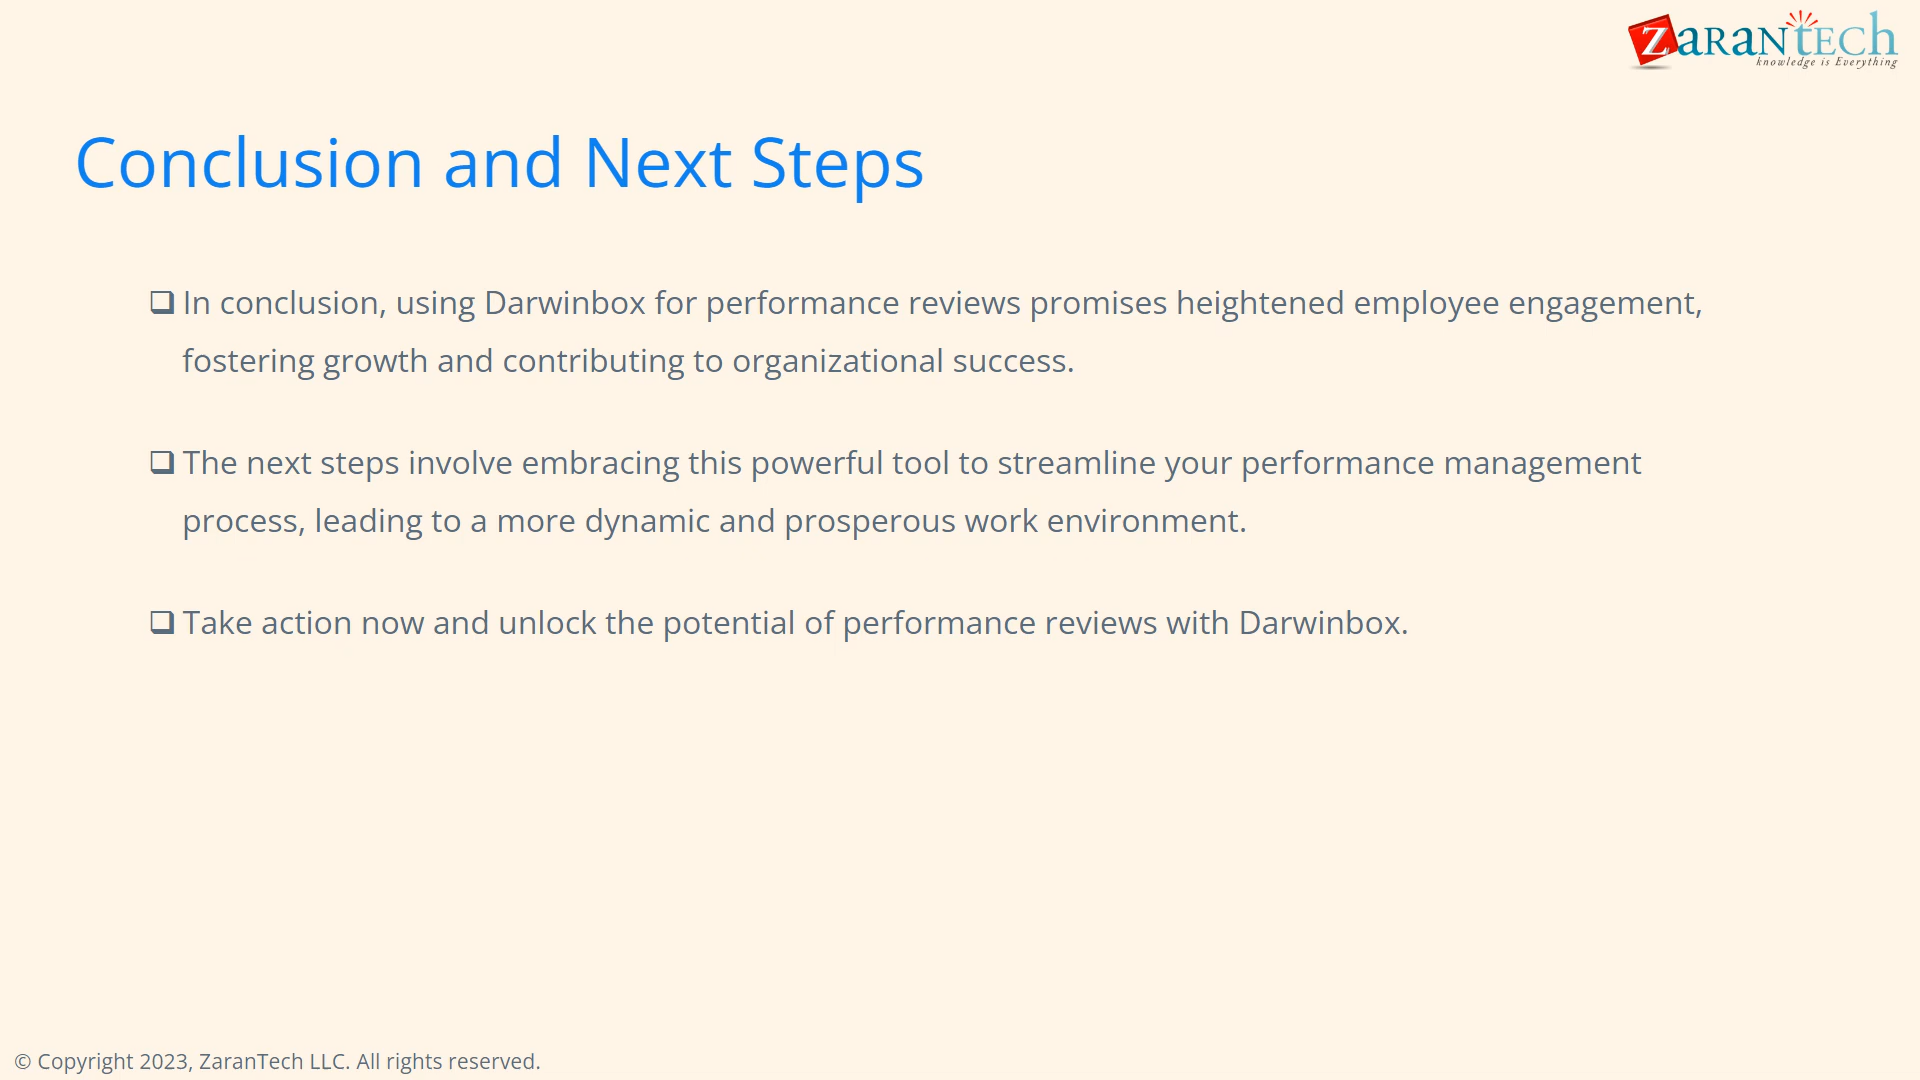 ZaranTech
knowledge is Everything
Conclusion and Next Steps
❑ In conclusion, using Darwinbox for performance reviews promises heightened employee engagement,
fostering growth and contributing to organizational success.
❑ The next steps involve embracing this powerful tool to streamline your performance management
process, leading to a more dynamic and prosperous work environment.
❑ Take action now and unlock the potential of performance reviews with Darwinbox.
© Copyright 2023, ZaranTech LLC. All rights reserved.